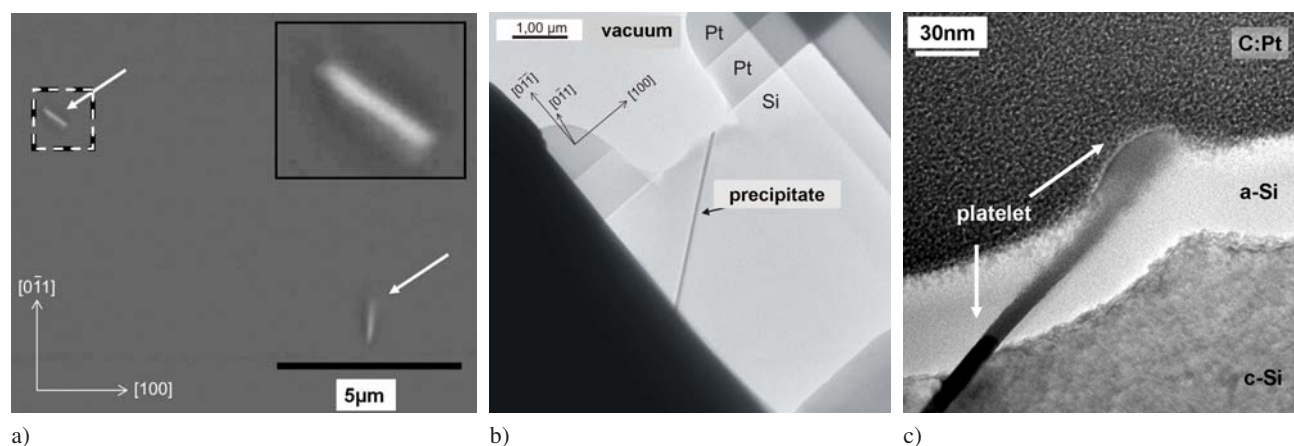 [01̄1]
[100]
5µm
a)
1,00 µm
vacuum
Pt
Pt
Si
[01̄1̄]
[01̄1]
[100]
precipitate
b)
30nm
C:Pt
platelet
a-Si
c-Si
c)